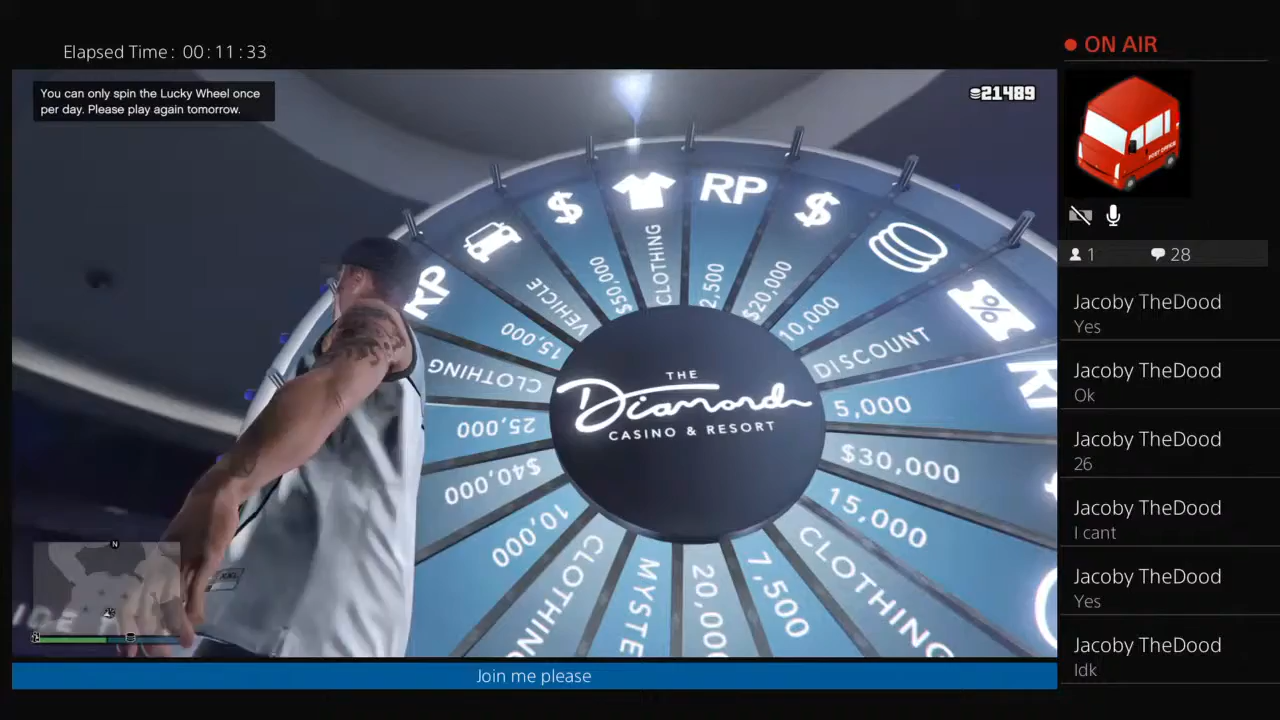 Elapsed Time: 00:11:33
ON AIR
You can only spin the Lucky Wheel once
per day. Please play again tomorrow.
21489
POST OFFICE
1
28
Jacoby TheDood
Yes
Jacoby TheDood
Ok
Jacoby TheDood
26
Jacoby TheDood
I cant
Jacoby TheDood
Yes
Jacoby TheDood
Idk
RP
15,000
VEHICLE
$
$50,000
CLOTHING
RP
2,500
$
$20,000
10,000
DISCOUNT
%
5,000
$30,000
15,000
CLOTHING
7,500
20,000
MYSTE
CLOTHING
10,000
$40,000
25,000
CLOTHING
THE
Diamond
CASINO & RESORT
N
Join me please